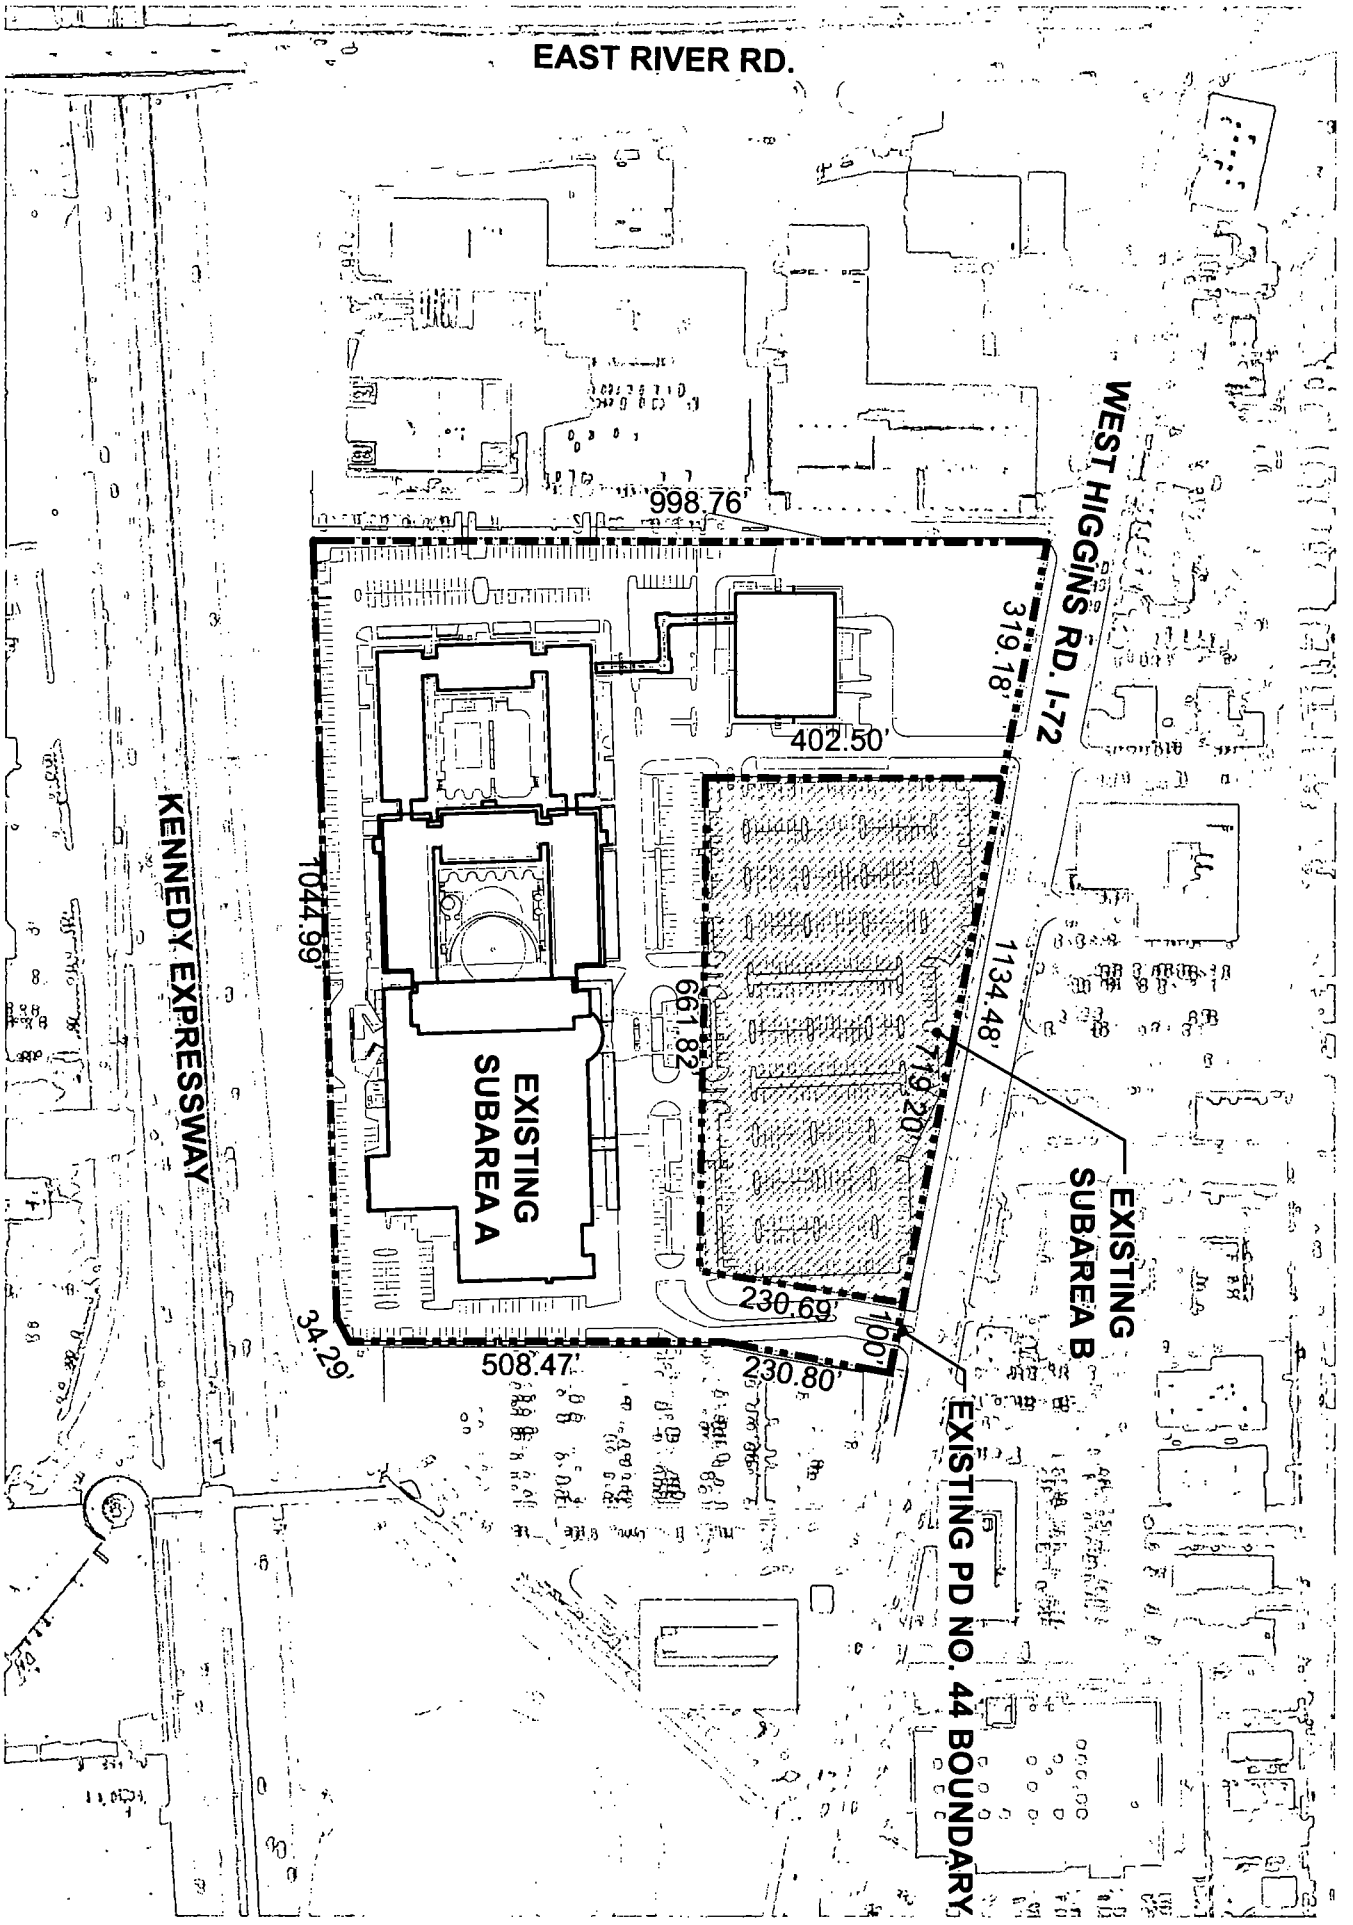 EAST RIVER RD.
WEST HIGGINS RD. I-72
998.76'
319.18'
402.50'
KENNEDY EXPRESSWAY
1044.99'
1134.48'
719.20'
661.82'
EXISTING
SUBAREA A
EXISTING
SUBAREA B
230.69'
100'
34.29'
508.47'
230.80'
EXISTING PD NO. 44 BOUNDARY